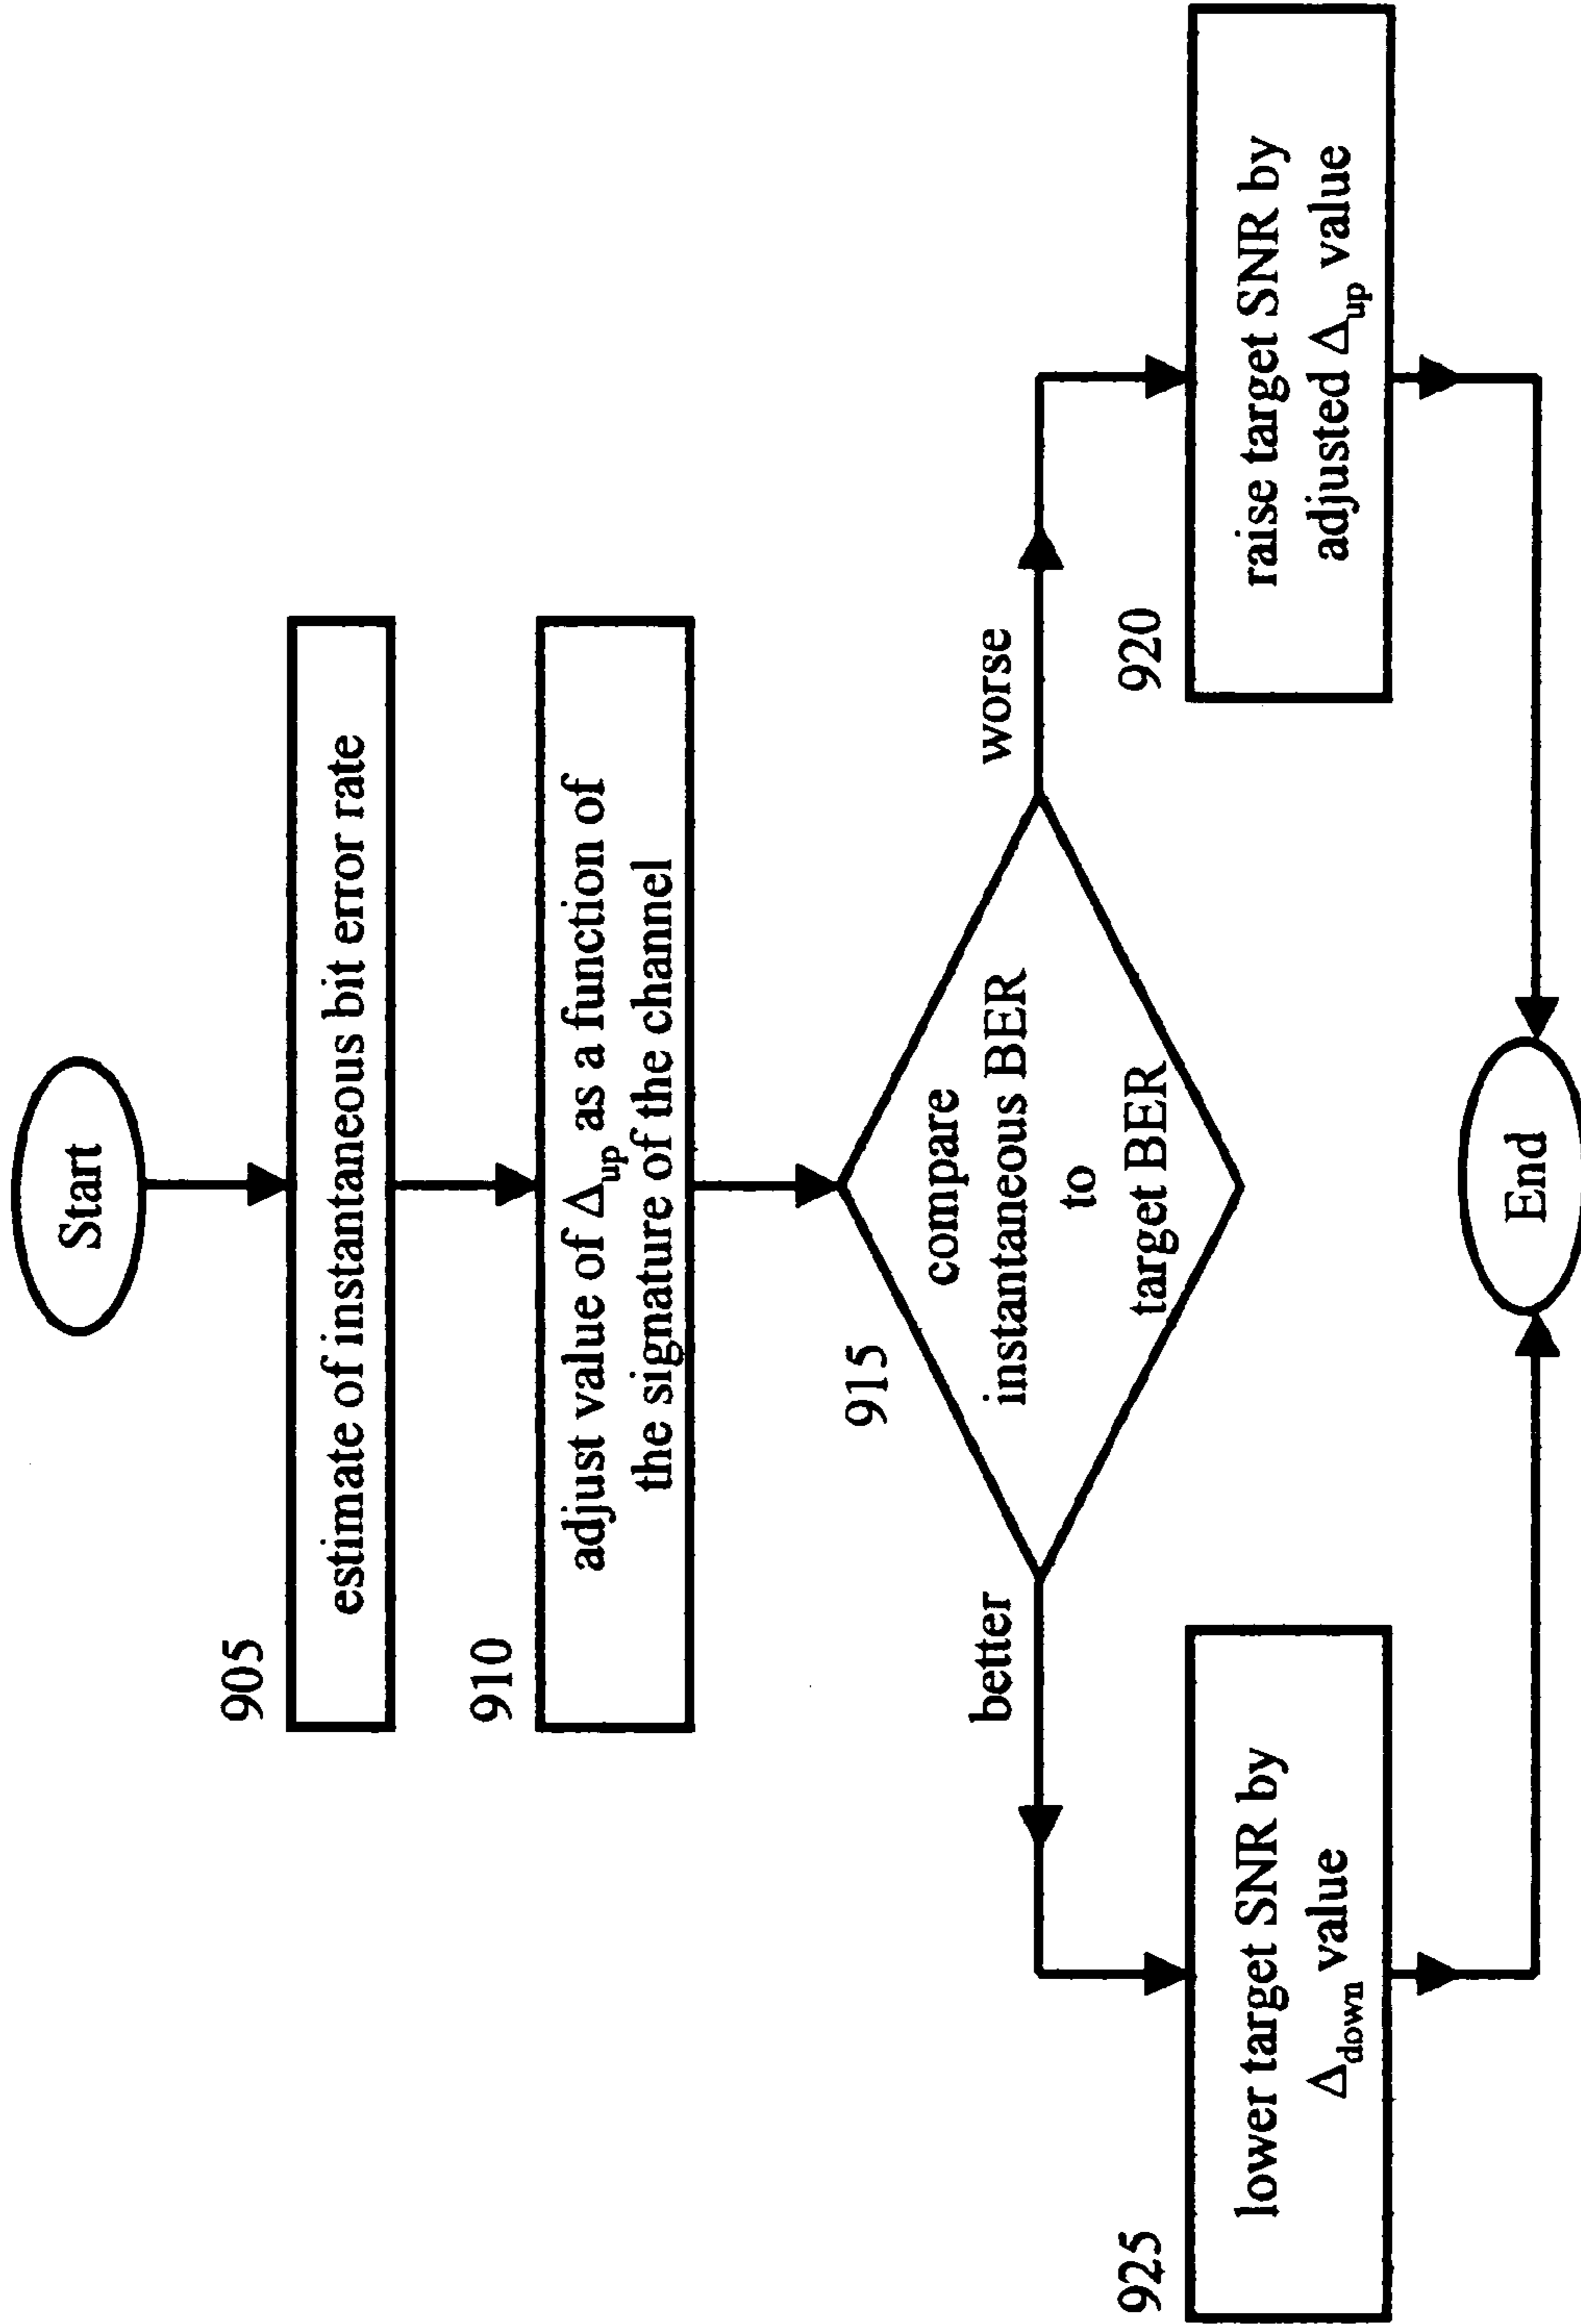 Start
905
estimate of instantaneous bit error rate
910
adjust value of Δup as a function of
the signature of the channel
915
compare
instantaneous BER
to
target BER
better
worse
925
lower target SNR by
Δdown value
920
raise target SNR by
adjusted Δup value
End